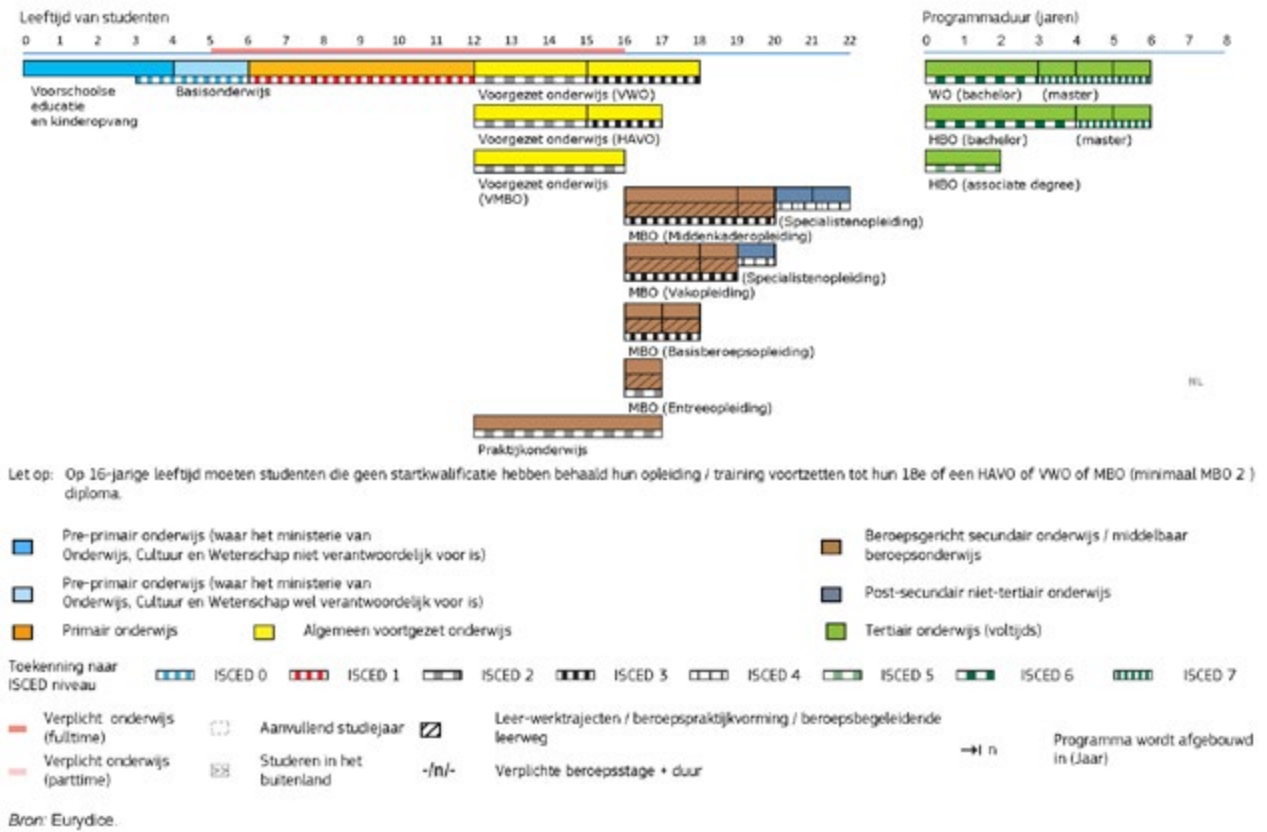 Leeftijd van studenten
Programmaduur (jaren)
0 1 2 3 4 5 6 7 8 9 10 11 12 13 14 15 16 17 18 19 20 21 22
0 1 2 3 4 5 6 7 8
Voorschoolse
educatie
en kinderopvang
Basisonderwijs
Voorgezet onderwijs (VWO)
WO (bachelor) (master)
Voorgezet onderwijs (HAVO)
HBO (bachelor) (master)
Voorgezet onderwijs
(VMBO)
HBO (associate degree)
(Specialistenopleiding)
MBO (Middenkaderopleiding)
(Specialistenopleiding)
MBO (Vakopleiding)
MBO (Basisberoepsopleiding)
NL
MBO (Entreeopleiding)
Praktijkonderwijs
Let op: Op 16-jarige leeftijd moeten studenten die geen startkwalificatie hebben behaald hun opleiding / training voortzetten tot hun 18e of een HAVO of VWO of MBO (minimaal MBO 2 )
diploma.
Pre-primair onderwijs (waar het ministerie van
Onderwijs, Cultuur en Wetenschap niet verantwoordelijk voor is)
Beroepsgericht secundair onderwijs / middelbaar
beroepsonderwijs
Pre-primair onderwijs (waar het ministerie van
Onderwijs, Cultuur en Wetenschap wel verantwoordelijk voor is)
Post-secundair niet-tertiair onderwijs
Primair onderwijs
Algemeen voortgezet onderwijs
Tertiair onderwijs (voltijds)
Toekenning naar
ISCED niveau
ISCED 0 ISCED 1 ISCED 2 ISCED 3 ISCED 4 ISCED 5 ISCED 6 ISCED 7
Verplicht onderwijs
(fulltime)
Aanvullend studiejaar
Leer-werktrajecten / beroepspraktijkvorming / beroepsbegeleidende
leerweg
n
Programma wordt afgebouwd
in (Jaar)
Verplicht onderwijs
(parttime)
Studeren in het
buitenland
-/n/- Verplichte beroepsstage + duur
Bron: Eurydice.